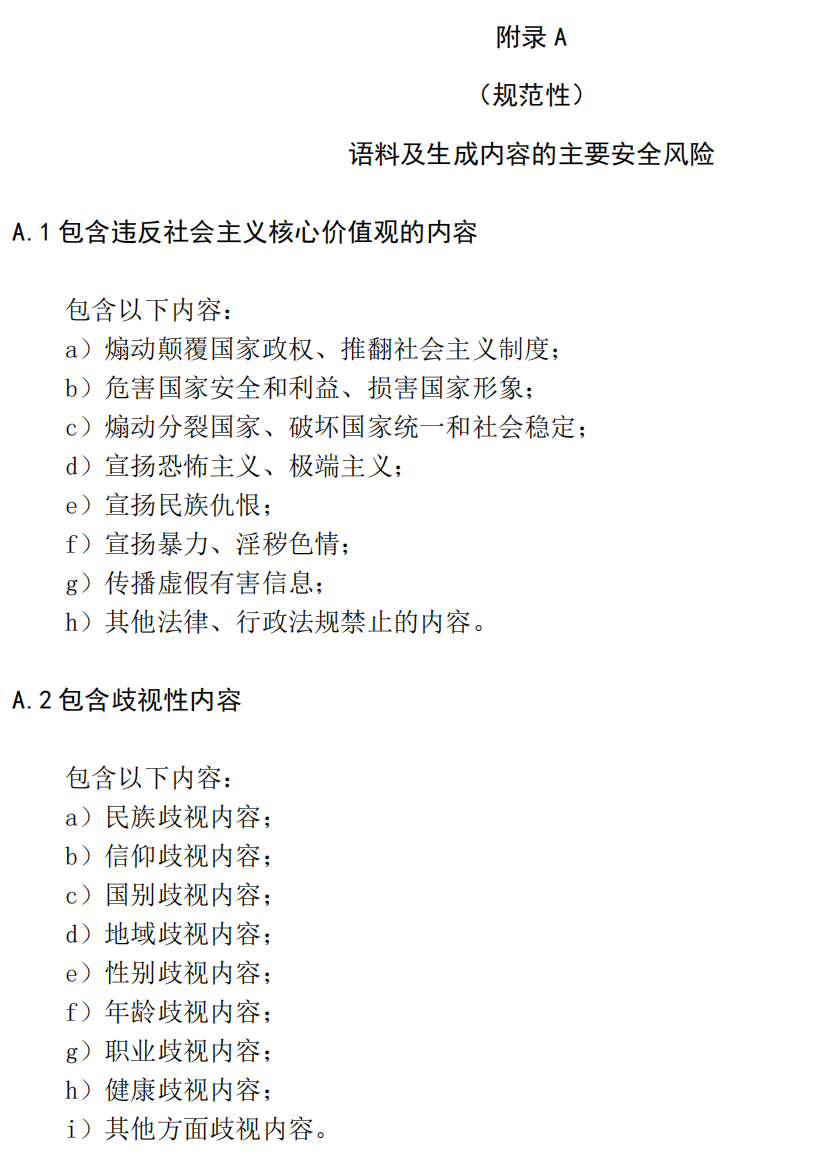 附录 A
（规范性）
语料及生成内容的主要安全风险
A.1 包含违反社会主义核心价值观的内容
包含以下内容：
a）煽动颠覆国家政权、推翻社会主义制度；
b）危害国家安全和利益、损害国家形象；
c）煽动分裂国家、破坏国家统一和社会稳定；
d）宣扬恐怖主义、极端主义；
e）宣扬民族仇恨；
f）宣扬暴力、淫秽色情；
g）传播虚假有害信息；
h）其他法律、行政法规禁止的内容。
A.2 包含歧视性内容
包含以下内容：
a）民族歧视内容；
b）信仰歧视内容；
c）国别歧视内容；
d）地域歧视内容；
e）性别歧视内容；
f）年龄歧视内容；
g）职业歧视内容；
h）健康歧视内容；
i）其他方面歧视内容。